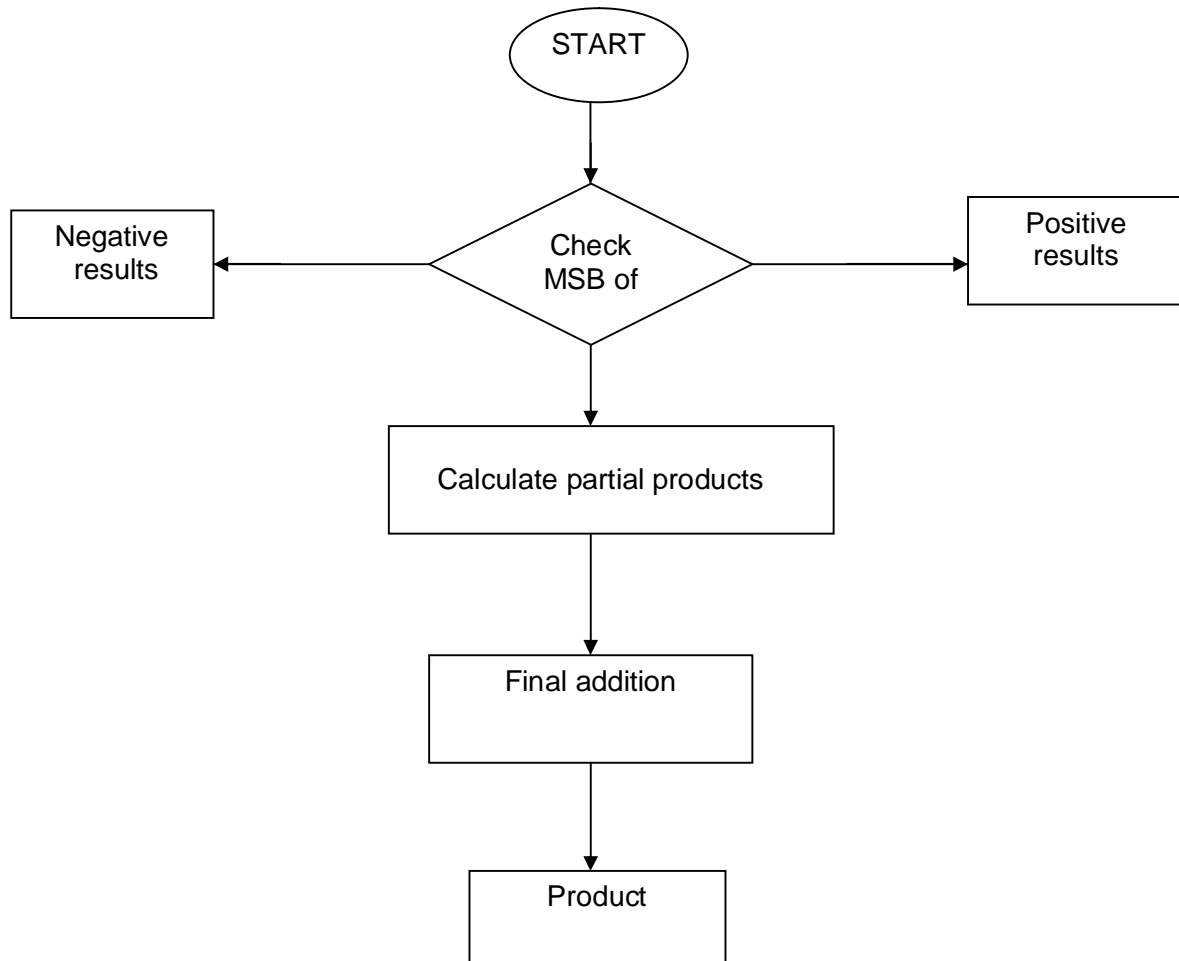 START
Negative
results
Check
MSB of
Positive
results
Calculate partial products
Final addition
Product